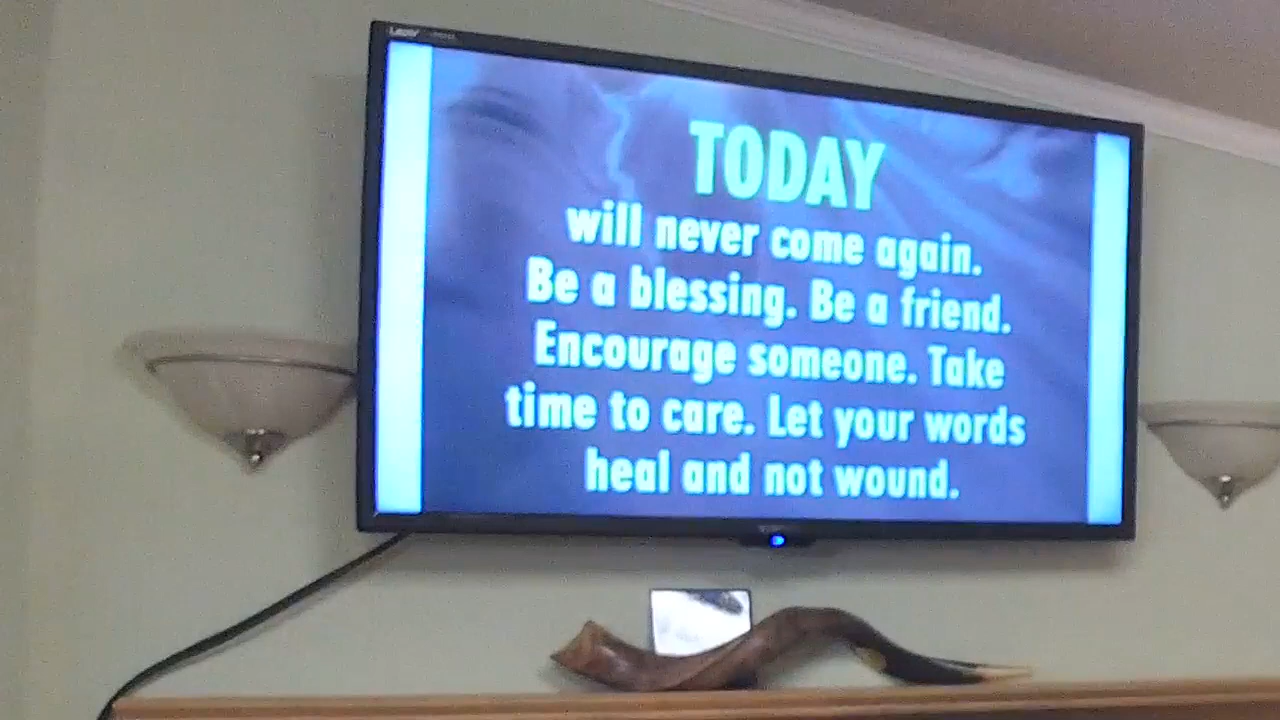 TODAY
will never come again.
Be a blessing. Be a friend.
Encourage someone. Take
time to care. Let your words
heal and not wound.